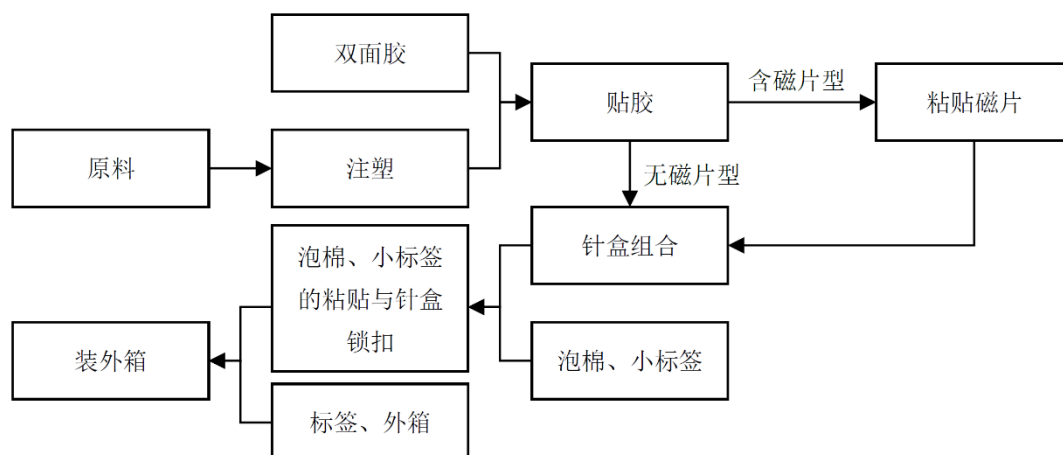 双面胶
贴胶
含磁片型
粘贴磁片
原料
注塑
无磁片型
针盒组合
泡棉、小标签
的粘贴与针盒
锁扣
装外箱
泡棉、小标签
标签、外箱